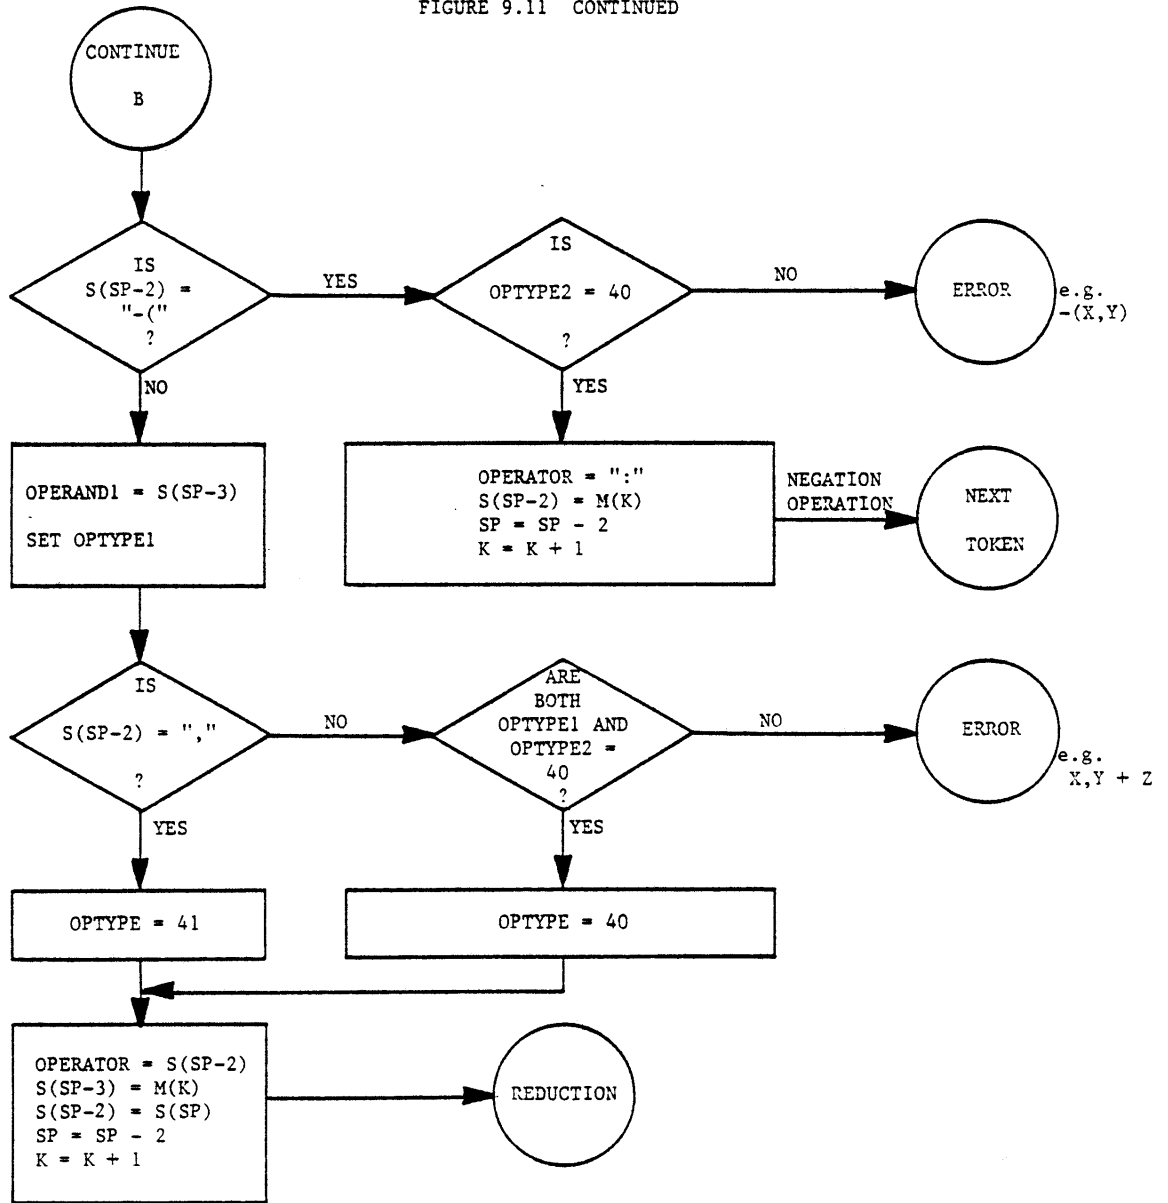 FIGURE 9.11 CONTINUED
CONTINUE
B
IS
S(SP-2) =
"-("
?
YES
IS
OPTYPE2 = 40
?
NO
ERROR
e.g.
-(X,Y)
NO
YES
OPERAND1 = S(SP-3)
SET OPTYPE1
OPERATOR = ":"
S(SP-2) = M(K)
SP = SP - 2
K = K + 1
NEGATION
OPERATION
NEXT
TOKEN
IS
S(SP-2) = ","
?
NO
ARE
BOTH
OPTYPE1 AND
OPTYPE2 =
40
?
NO
ERROR
e.g.
X,Y + Z
YES
YES
OPTYPE = 41
OPTYPE = 40
OPERATOR = S(SP-2)
S(SP-3) = M(K)
S(SP-2) = S(SP)
SP = SP - 2
K = K + 1
REDUCTION